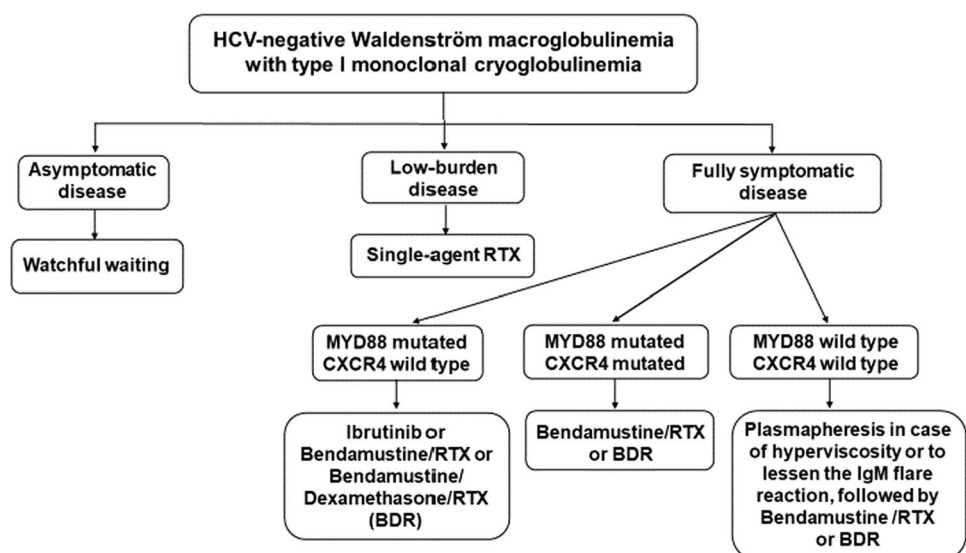 HCV-negative Waldenström macroglobulinemia
with type I monoclonal cryoglobulinemia
Asymptomatic
disease
Low-burden
disease
Fully symptomatic
disease
Watchful waiting
Single-agent RTX
MYD88 mutated
CXCR4 wild type
MYD88 mutated
CXCR4 mutated
MYD88 wild type
CXCR4 wild type
Ibrutinib or
Bendamustine/RTX or
Bendamustine/
Dexamethasone/RTX
(BDR)
Bendamustine/RTX
or BDR
Plasmapheresis in case
of hyperviscosity or to
lessen the IgM flare
reaction, followed by
Bendamustine /RTX
or BDR